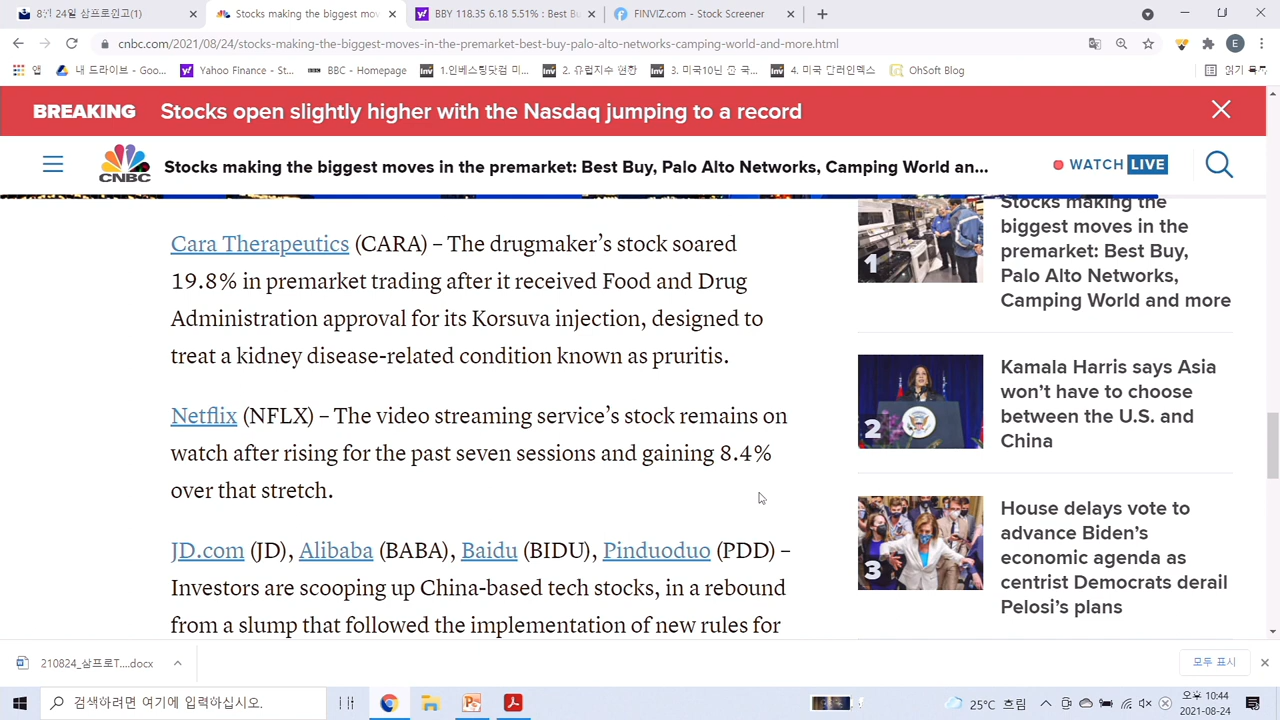 8월 24일 삼프로원고(1)
Stocks making the biggest mov
BBY 118.35 6.18 5.51% : Best Bu
FINVIZ.com - Stock Screener
cnbc.com/2021/08/24/stocks-making-the-biggest-moves-in-the-premarket-best-buy-palo-alto-networks-camping-world-and-more.html
E
앱
내 드라이브 - Goo...
Yahoo Finance - St...
BBC - Homepage
1.인베스팅닷컴 미...
2. 유럽지수 현황
3. 미국10년 물 국...
4. 미국 달러인덱스
OhSoft Blog
읽기 목록
BREAKING
Stocks open slightly higher with the Nasdaq jumping to a record
CNBC
Stocks making the biggest moves in the premarket: Best Buy, Palo Alto Networks, Camping World an...
WATCH LIVE
Cara Therapeutics (CARA) – The drugmaker's stock soared
19.8% in premarket trading after it received Food and Drug
Administration approval for its Korsuva injection, designed to
treat a kidney disease-related condition known as pruritis.
Netflix (NFLX) – The video streaming service's stock remains on
watch after rising for the past seven sessions and gaining 8.4%
over that stretch.
JD.com (JD), Alibaba (BABA), Baidu (BIDU), Pinduoduo (PDD) –
Investors are scooping up China-based tech stocks, in a rebound
from a slump that followed the implementation of new rules for
1
Stocks making the
biggest moves in the
premarket: Best Buy,
Palo Alto Networks,
Camping World and more
2
Kamala Harris says Asia
won't have to choose
between the U.S. and
China
3
House delays vote to
advance Biden's
economic agenda as
centrist Democrats derail
Pelosi's plans
210824_삼프로T....docx
모두 표시
검색하려면 여기에 입력하십시오.
25°C 흐림
오후 10:44
2021-08-24